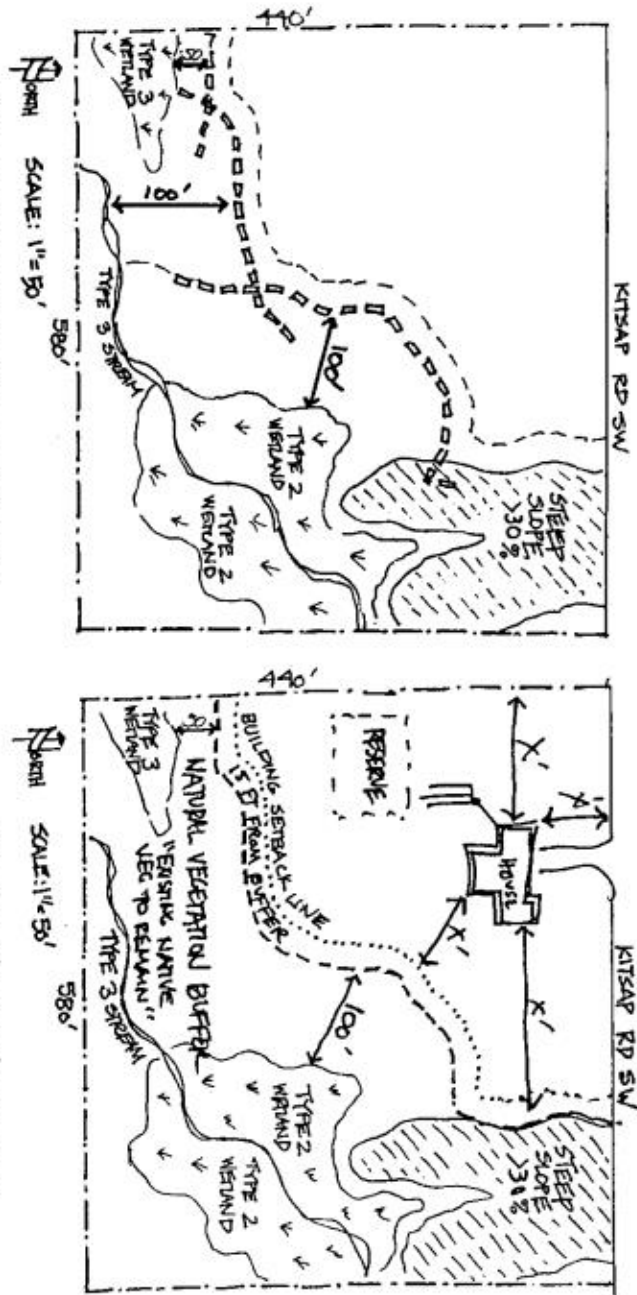 KITSAP RD SW
440'
STEEP
SLOPE
>30%
100'
TYPE 2
WETLAND
TYPE 2
WETLAND
100'
TYPE 3
WETLAND
TYPE 3 STREAM
580'
NORTH
SCALE: 1"=50'
KITSAP RD SW
440'
X'
X'
HOUSE
X'
X'
RESERVE
STEEP
SLOPE
>30%
BUILDING SETBACK LINE
15 FT FROM BUFFER
100'
NATURAL VEGETATION BUFFER
"EXISTING NATIVE
VEG TO REMAIN"
TYPE 2
WETLAND
TYPE 2
WETLAND
TYPE 3
WETLAND
TYPE 3 STREAM
580'
NORTH
SCALE: 1"=50'